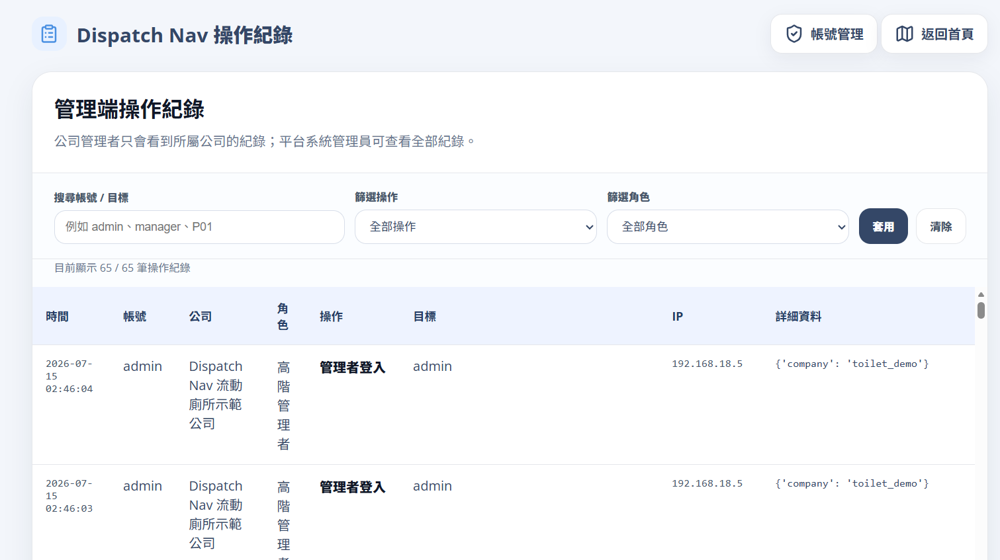 Dispatch Nav 操作紀錄
帳號管理
返回首頁
管理端操作紀錄
公司管理者只會看到所屬公司的紀錄；平台系統管理員可查看全部紀錄。
搜尋帳號 / 目標
篩選操作
篩選角色
例如 admin、manager、P01
全部操作
全部角色
套用
清除
目前顯示 65 / 65 筆操作紀錄
時間
帳號
公司
角
色
操作
目標
IP
詳細資料
2026-07-
15
02:46:04
admin
Dispatch
Nav 流動
廁所示範
公司
高
階
管
理
者
管理者登入
admin
192.168.18.5
{'company': 'toilet_demo'}
2026-07-
15
02:46:03
admin
Dispatch
Nav 流動
廁所示範
公司
高
階
管
理
管理者登入
admin
192.168.18.5
{'company': 'toilet_demo'}